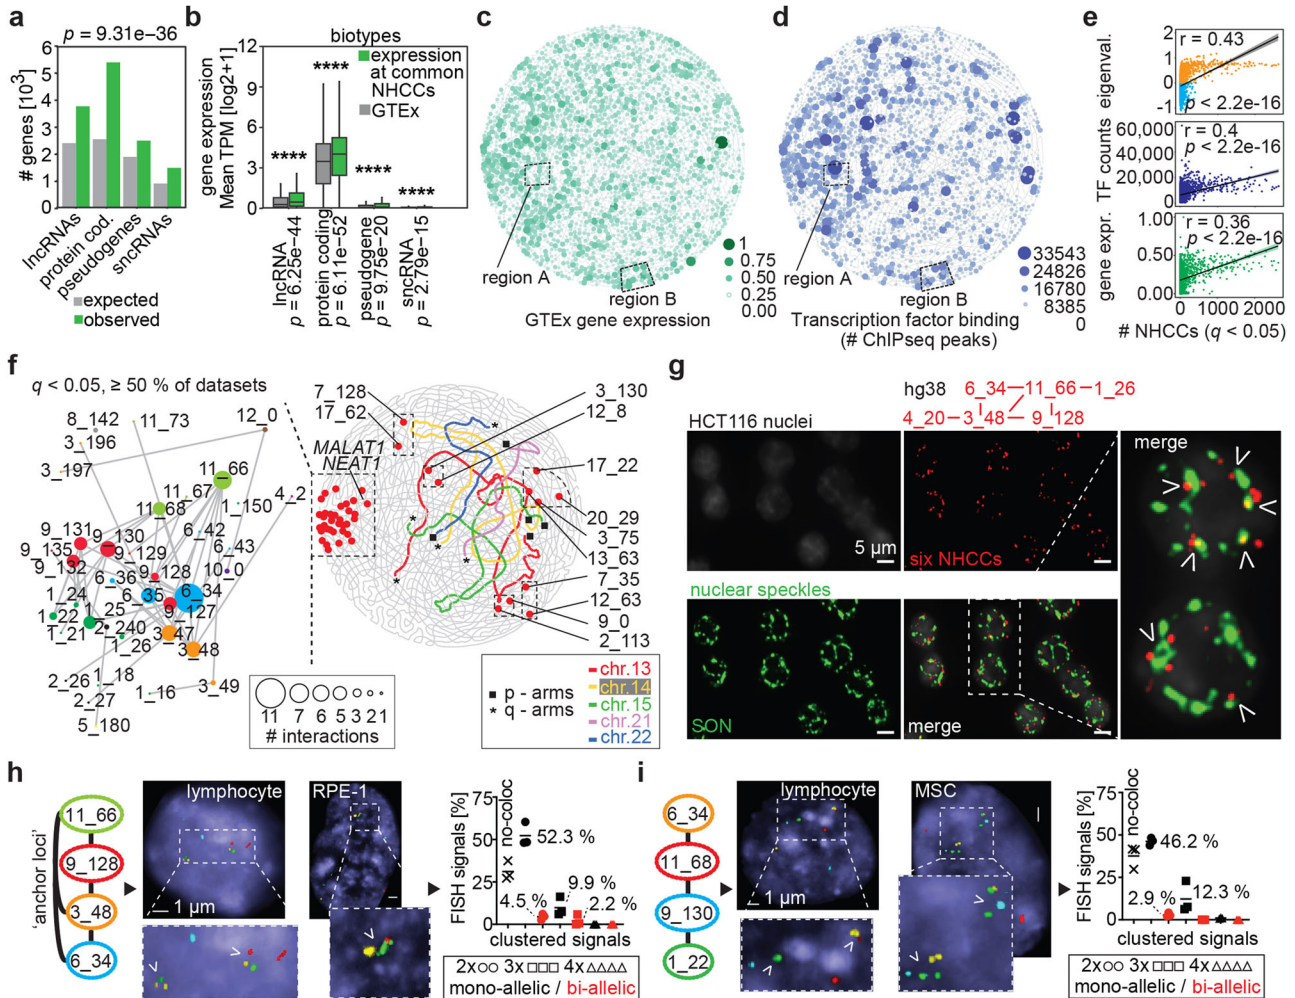 a
p = 9.31e−36
# genes [10³]
6
5
4
3
2
1
0
lncRNAs
protein cod.
pseudogenes
sncRNAs
expected
observed
b
biotypes
gene expression
Mean TPM [log2+1]
12
9
6
3
0
expression
at common
NHCCs
GTEx
****
****
****
****
lncRNA
p = 6.25e−44
protein coding
p = 6.11e−52
pseudogene
p = 9.75e−20
sncRNA
p = 2.79e−15
c
region A
region B
1
0.75
0.50
0.25
0.00
GTEx gene expression
d
region A
region B
33543
24826
16780
8385
0
Transcription factor binding
(# ChIPseq peaks)
e
eigenval.
2
1
0
-1
r = 0.43
p < 2.2e-16
TF counts
60,000
40,000
20,000
0
r = 0.4
p < 2.2e-16
gene expr.
1.00
0.50
0.00
r = 0.36
p < 2.2e-16
0 1000 2000
# NHCCs (q < 0.05)
f
q < 0.05, ≥ 50 % of datasets
8_142
11_73
12_0
3_196
3_197
11_66
11_67
1_150
4_2
11_68
9_131
9_130
6_42
9_135
9_129
6_43
9_132
9_128
10_0
6_36
6_34
1_24
6_35
1_22
1_25
9_127
1_21
2_240
3_47
1_26
3_48
1_18
2_26
2_27
1_16
3_49
5_180
11 7 6 5 3 2 1
# interactions
7_128
17_62
MALAT1
NEAT1
3_130
12_8
17_22
20_29
3_75
13_63
7_35
12_63
9_0
2_113
■ p - arms
* q - arms
chr.13
chr.14
chr.15
chr.21
chr.22
g
hg38
6_34 11_66 1_26
4_20 3_48 9_128
HCT116 nuclei
5 µm
six NHCCs
merge
nuclear speckles
SON
merge
h
'anchor loci'
11_66
9_128
3_48
6_34
lymphocyte
1 µm
RPE-1
FISH signals [%]
75
50
25
0
no-coloc
52.3 %
4.5 %
9.9 %
2.2 %
clustered signals
2x○○ 3x□□□ 4x△△△△
mono-allelic / bi-allelic
i
6_34
11_68
9_130
1_22
lymphocyte
1 µm
MSC
FISH signals [%]
75
50
25
0
no-coloc
46.2 %
2.9 %
12.3 %
clustered signals
2x○○ 3x□□□ 4x△△△△
mono-allelic / bi-allelic